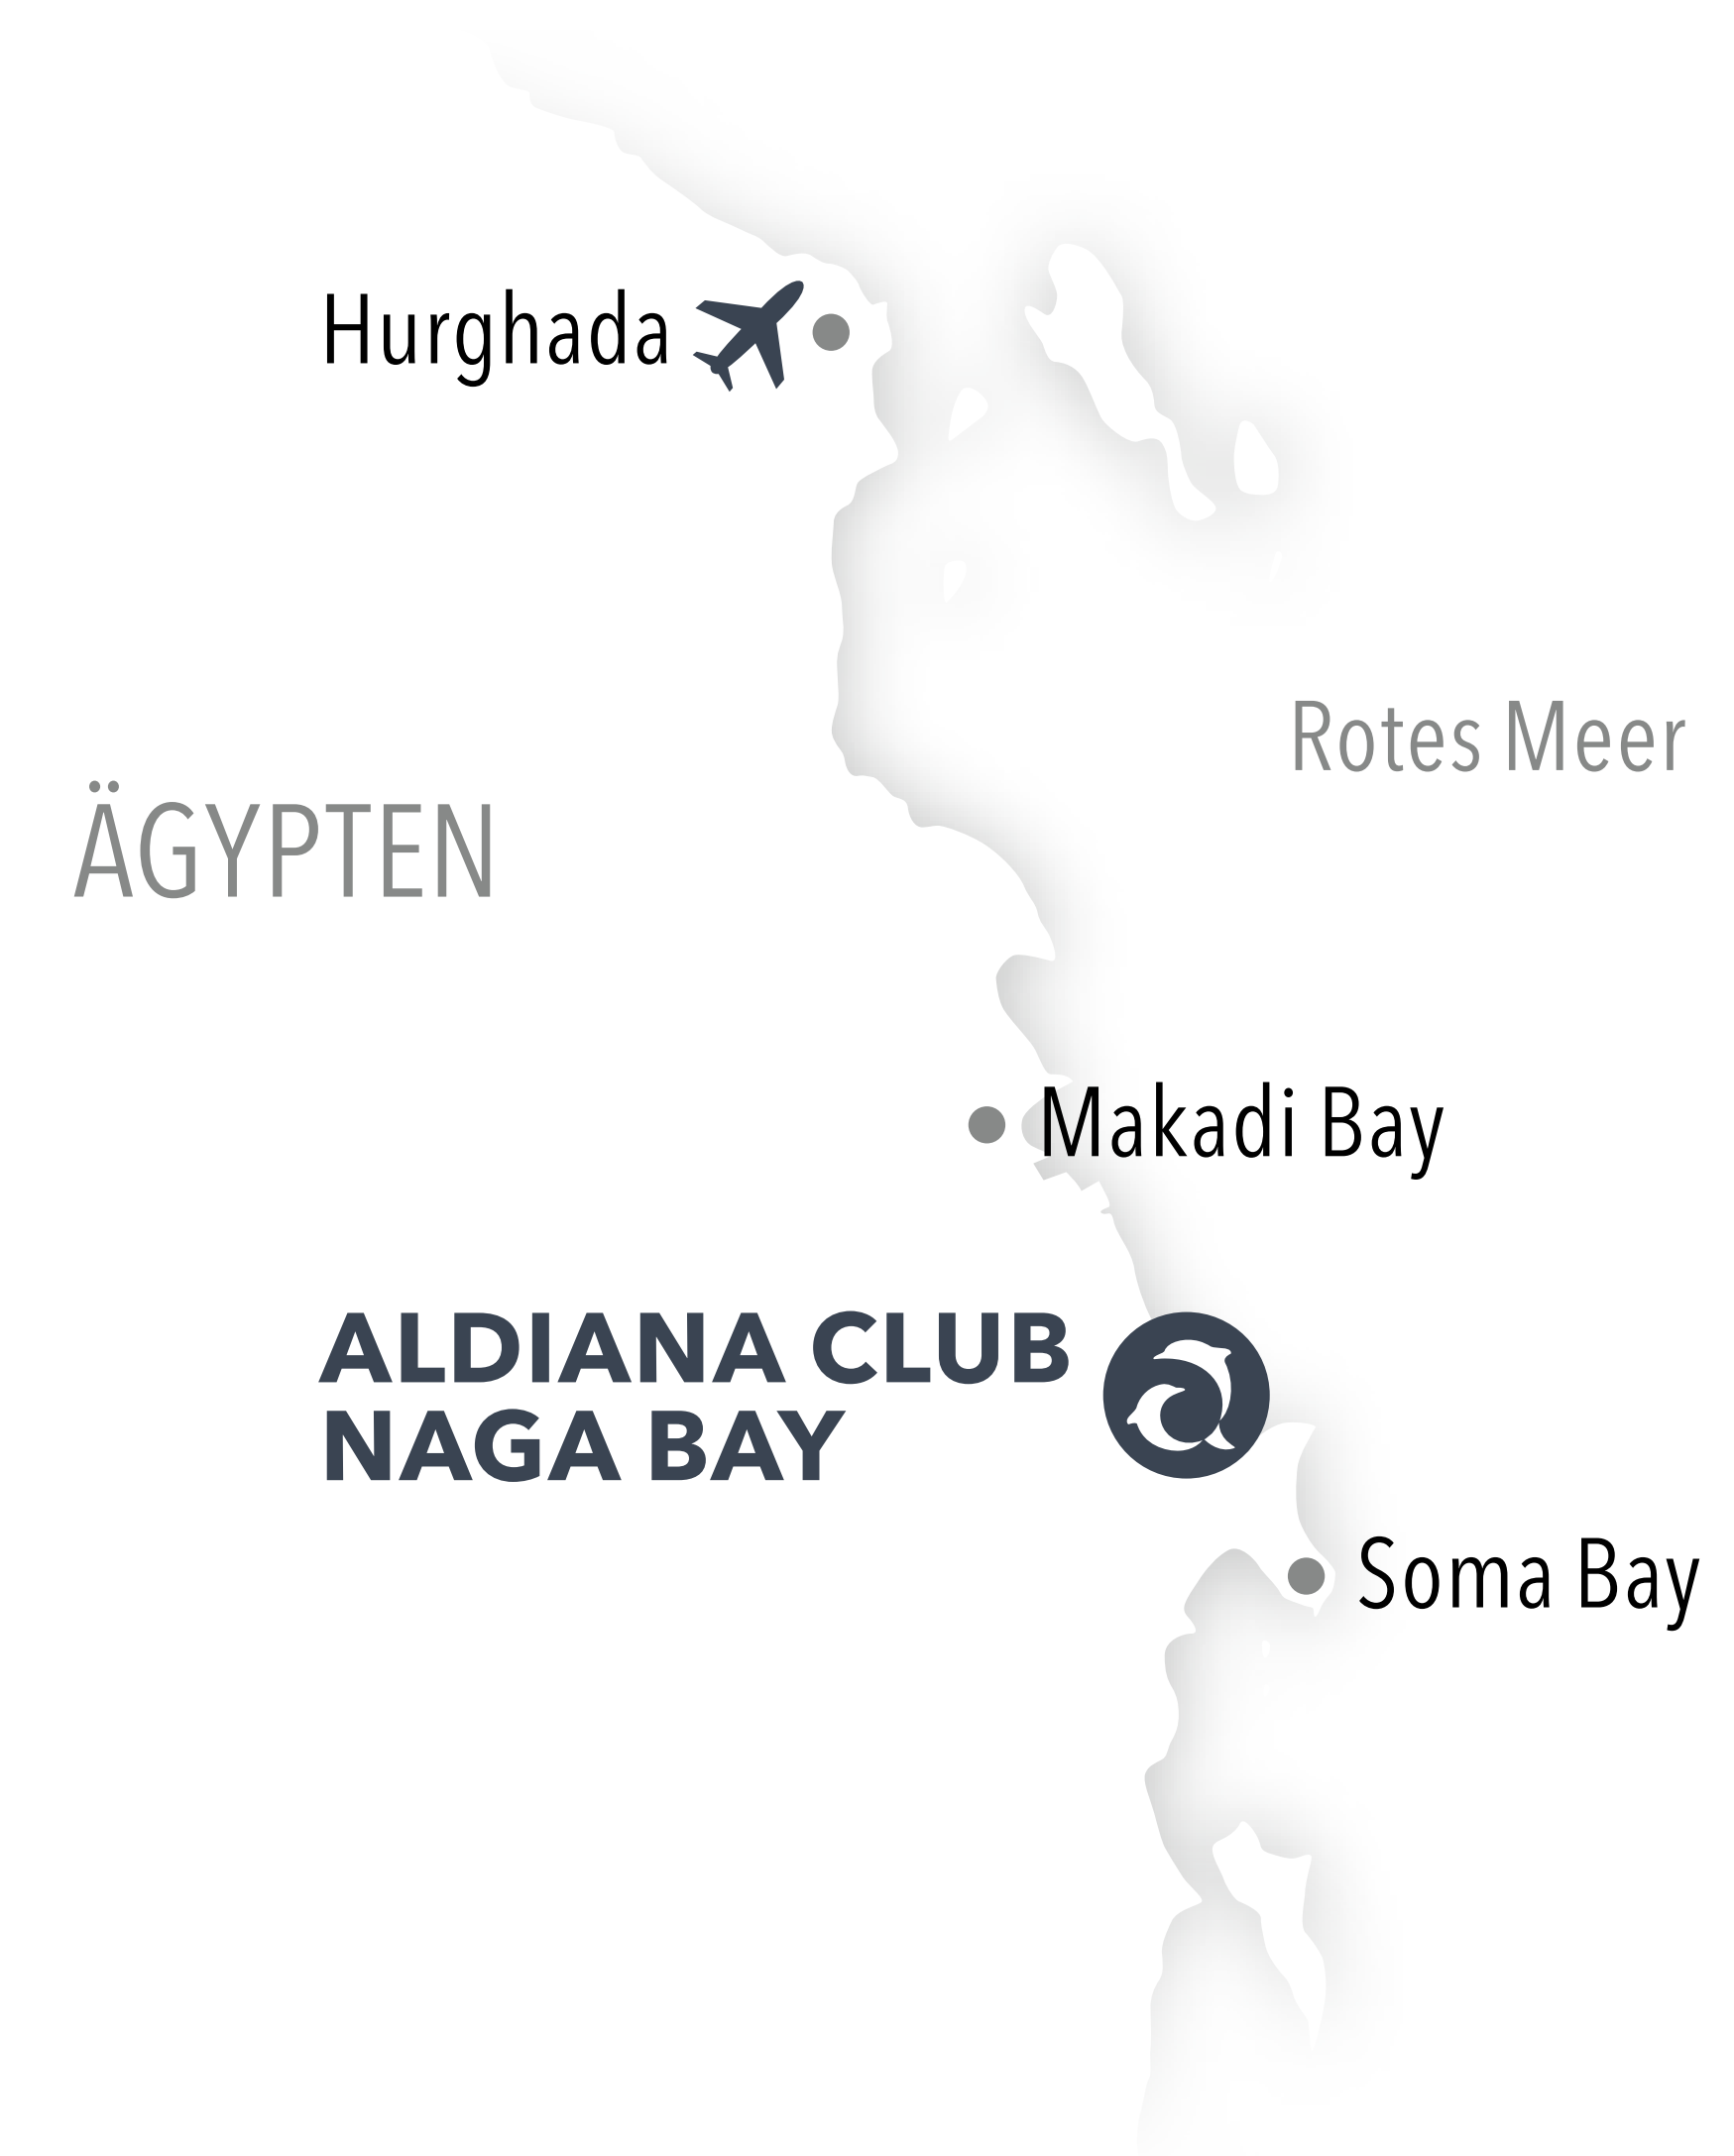 Hurghada
Rotes Meer
ÄGYPTEN
Makadi Bay
ALDIANA CLUB
NAGA BAY
Soma Bay